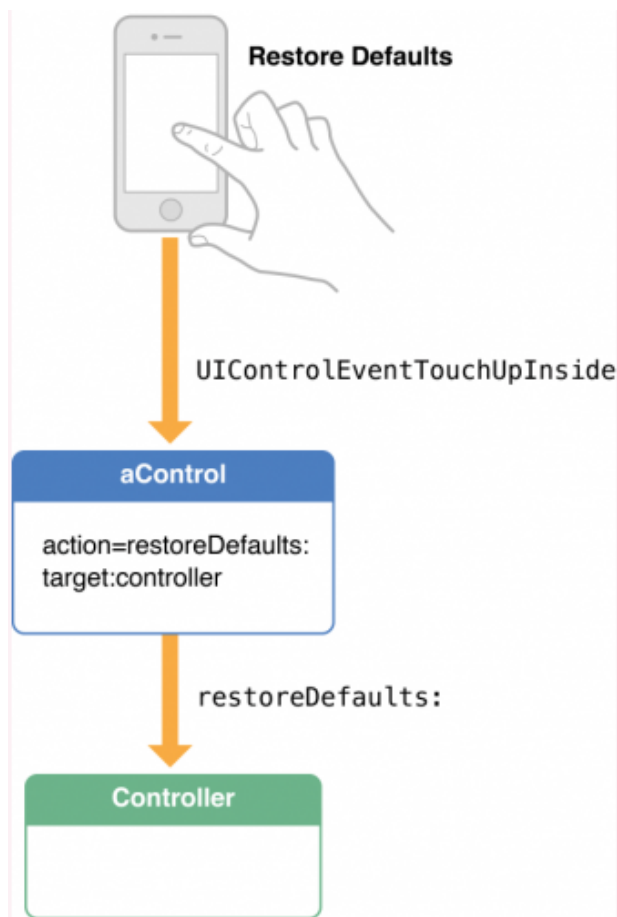 Restore Defaults
UIControlEventTouchUpInside
aControl
action=restoreDefaults:
target:controller
restoreDefaults:
Controller